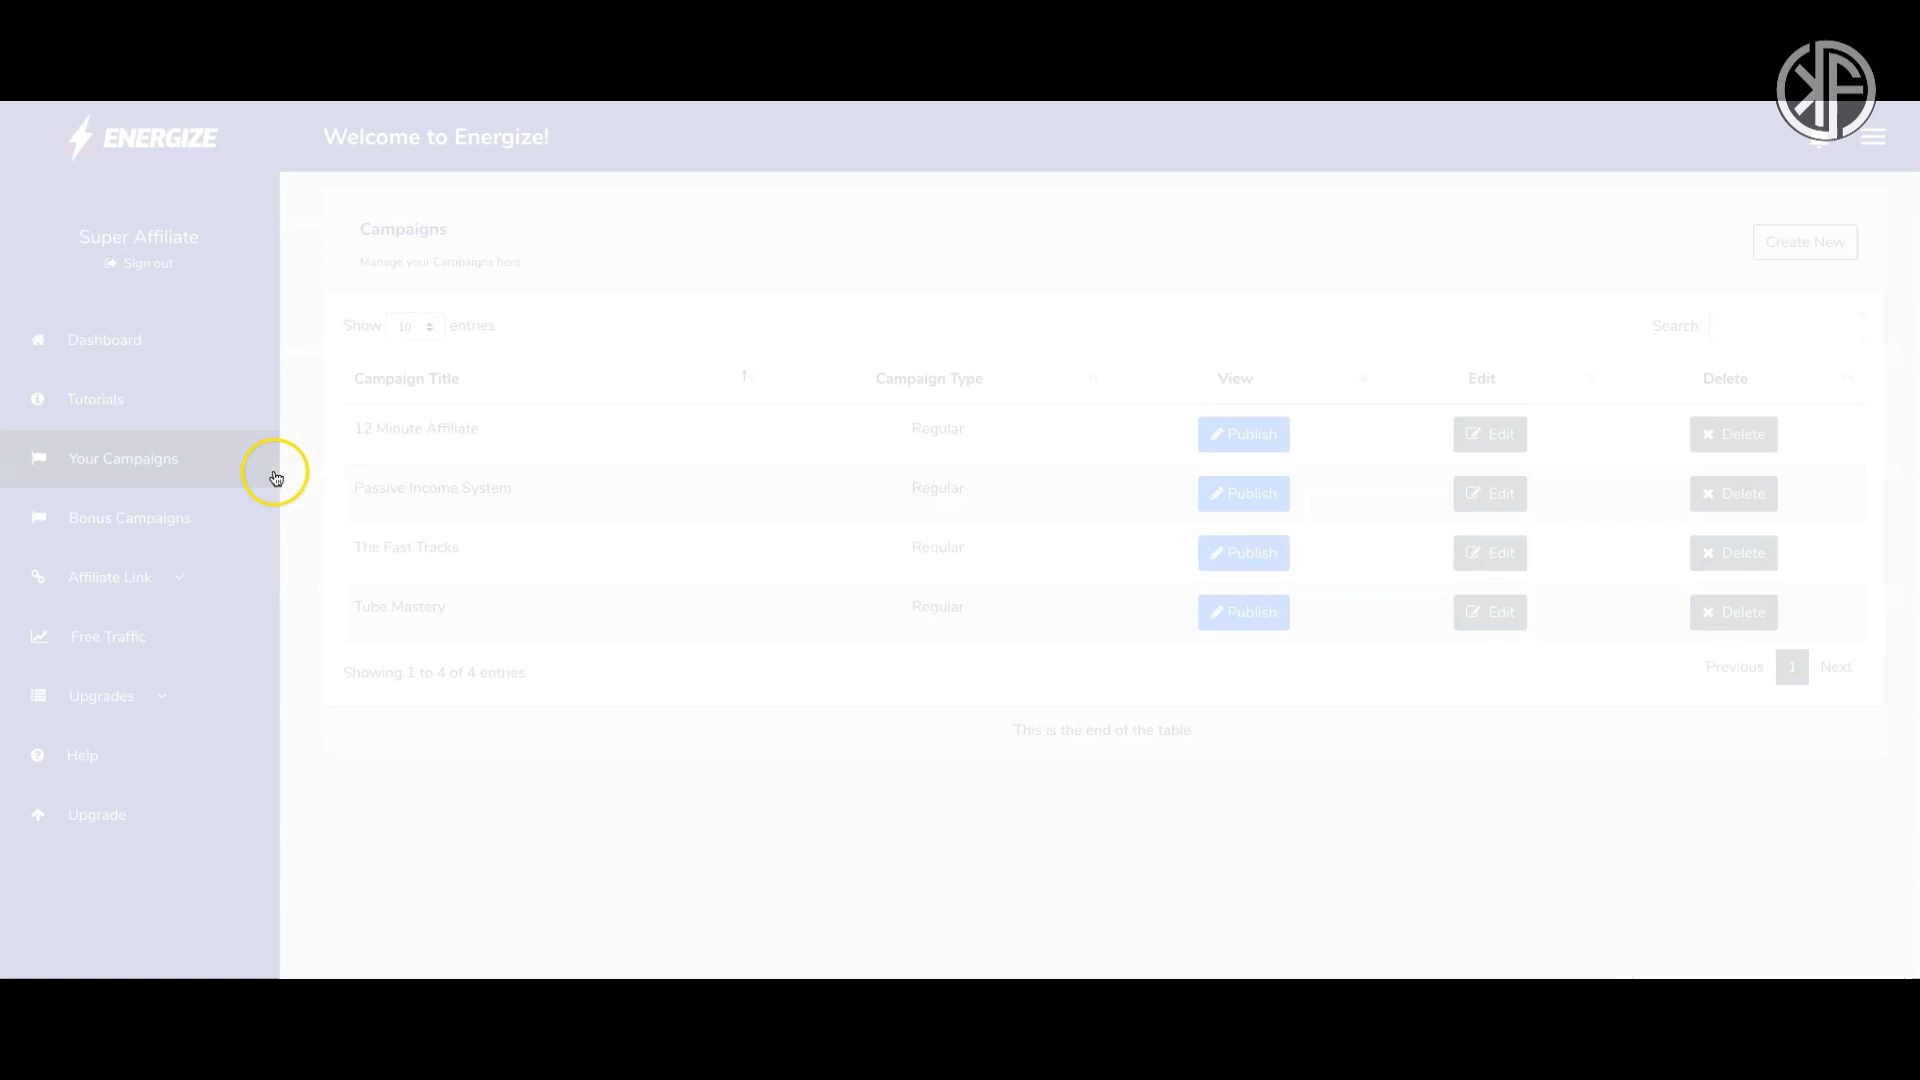 KF
ENERGIZE
Welcome to Energize!
Super Affiliate
Sign out
Dashboard
Tutorials
Your Campaigns
Bonus Campaigns
Affiliate Link
Free Traffic
Upgrades
Help
Upgrade
Campaigns
Manage your Campaigns here
Create New
Show 10 entries
Search:
Campaign Title Campaign Type View Edit Delete
12 Minute Affiliate Regular Publish Edit Delete
Passive Income System Regular Publish Edit Delete
The Fast Tracks Regular Publish Edit Delete
Tube Mastery Regular Publish Edit Delete
Showing 1 to 4 of 4 entries
Previous 1 Next
This is the end of the table.